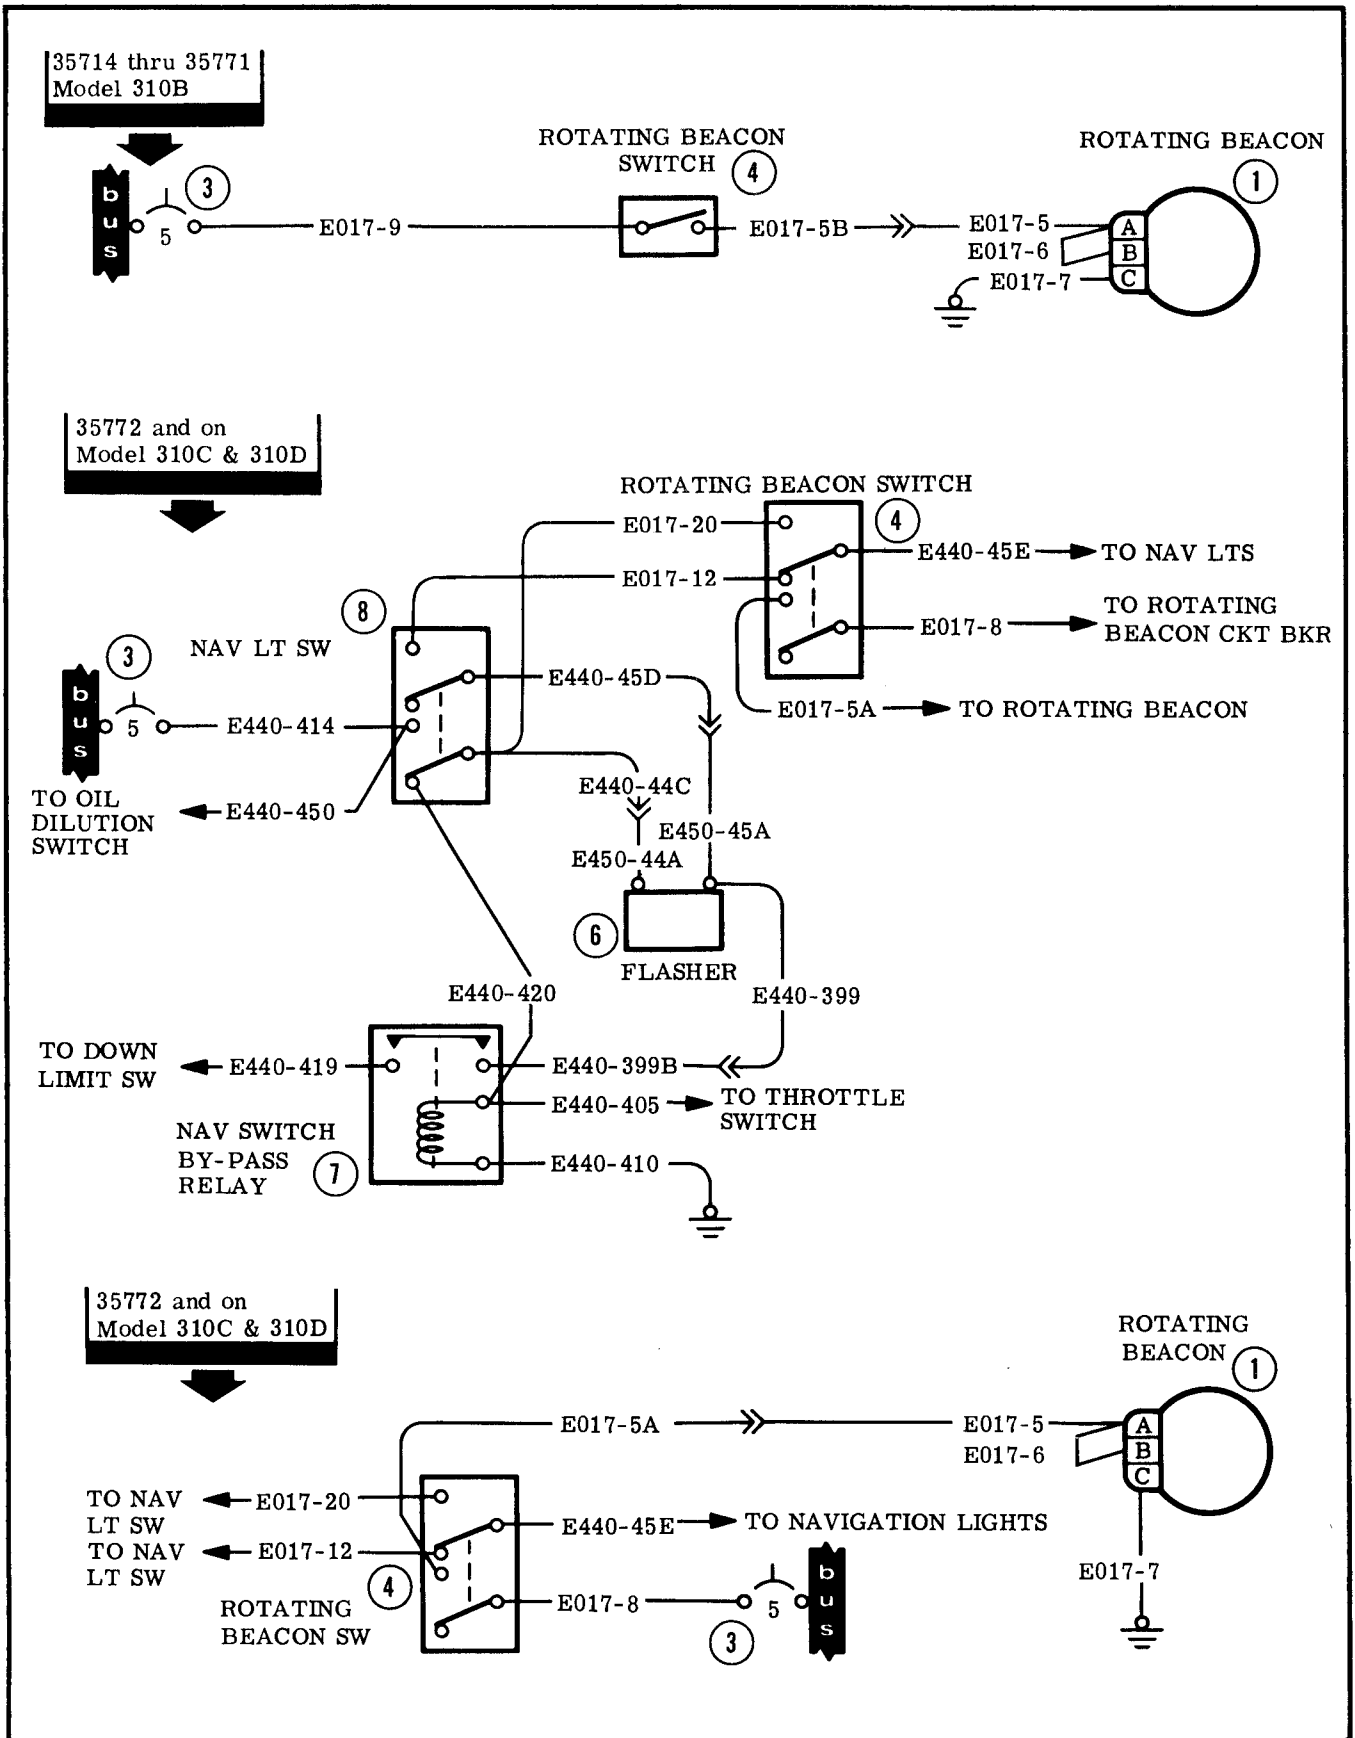 35714 thru 35771
Model 310B
bus
3
5
E017-9
ROTATING BEACON
SWITCH
4
E017-5B
ROTATING BEACON
1
E017-5
E017-6
E017-7
A
B
C
35772 and on
Model 310C & 310D
ROTATING BEACON SWITCH
4
E017-20
E017-12
E440-45E
TO NAV LTS
E017-8
TO ROTATING
BEACON CKT BKR
E017-5A
TO ROTATING BEACON
8
NAV LT SW
3
bus
5
E440-414
E440-45D
TO OIL
DILUTION
SWITCH
E440-450
E440-44C
E450-45A
E450-44A
6
FLASHER
E440-420
E440-399
TO DOWN
LIMIT SW
E440-419
E440-399B
E440-405
TO THROTTLE
SWITCH
NAV SWITCH
BY-PASS
RELAY
7
E440-410
35772 and on
Model 310C & 310D
ROTATING
BEACON
1
E017-5A
E017-5
E017-6
A
B
C
TO NAV
LT SW
E017-20
TO NAV
LT SW
E017-12
E440-45E
TO NAVIGATION LIGHTS
4
ROTATING
BEACON SW
E017-8
5
3
bus
E017-7